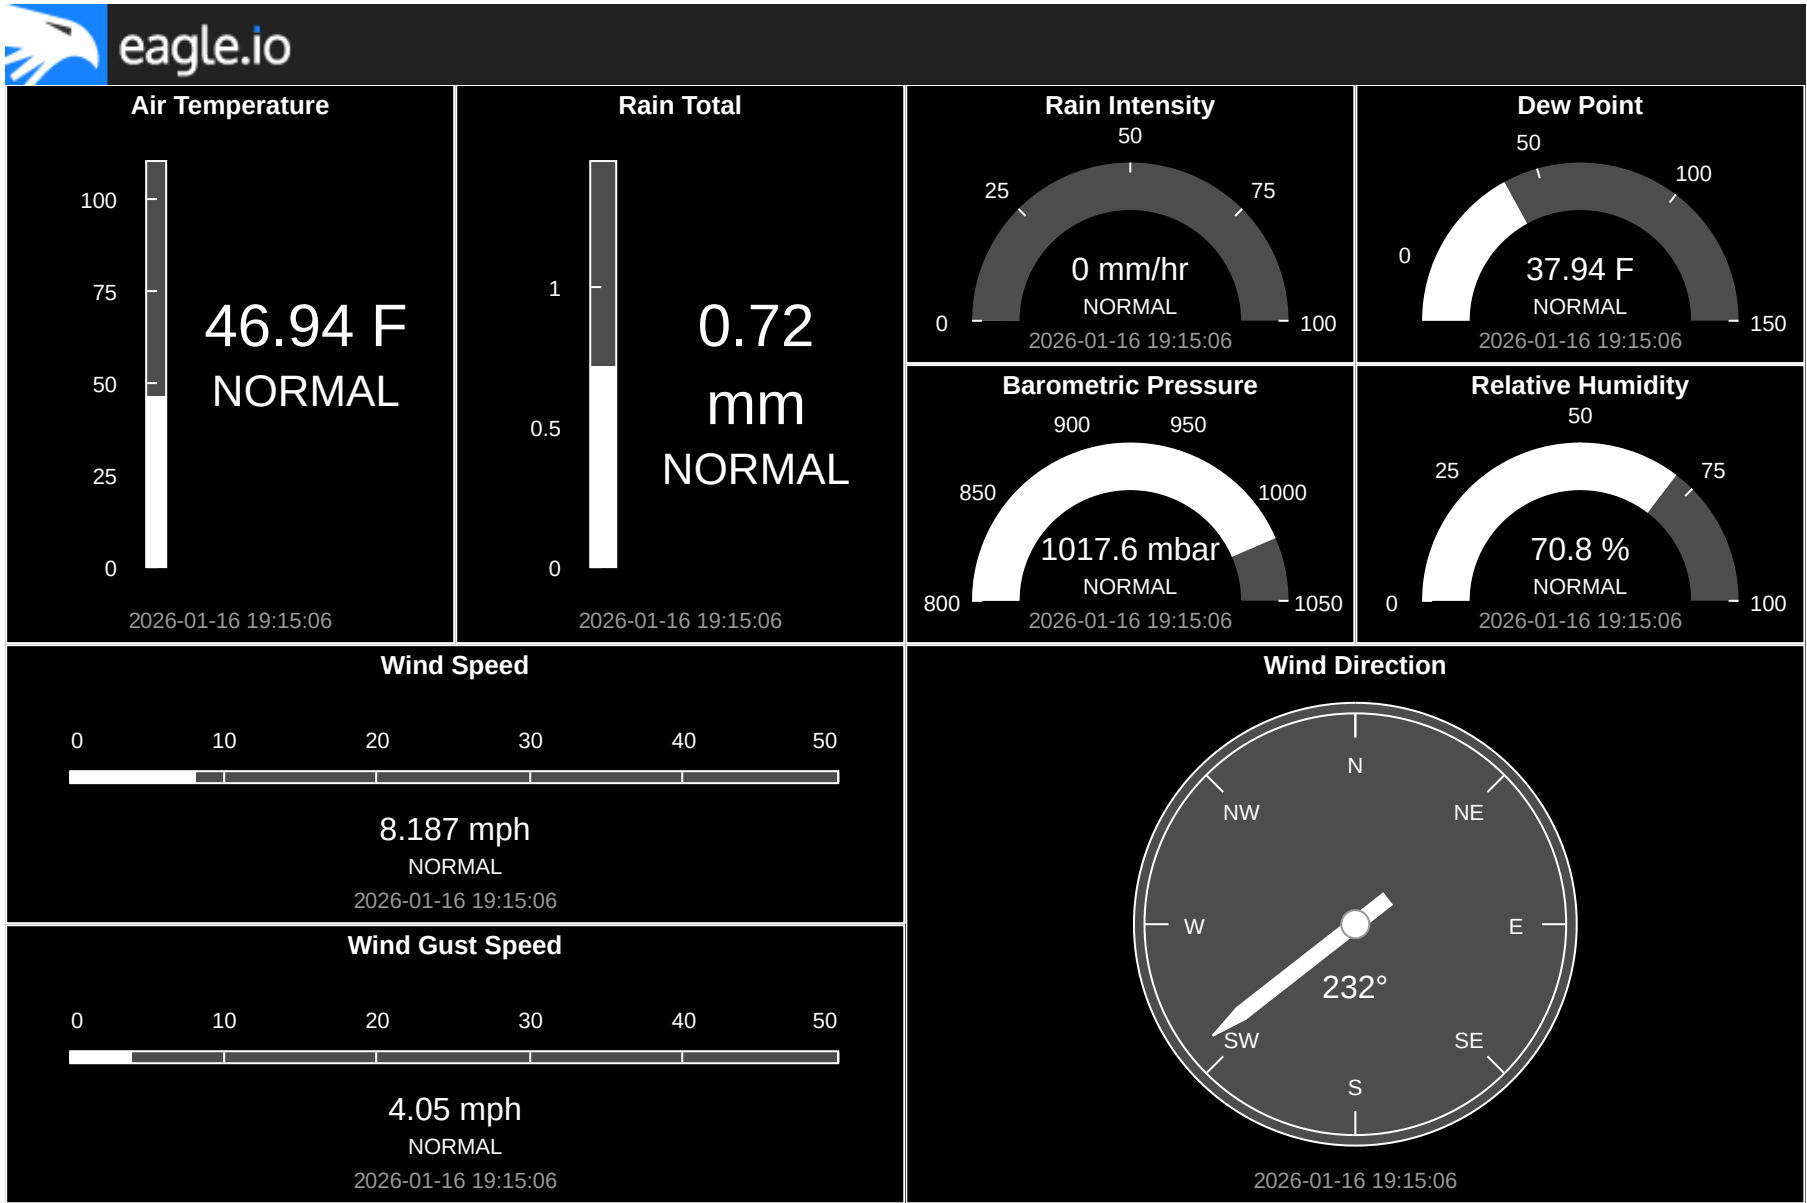 eagle.io
Air Temperature
100
75
50
25
0
46.94 F
NORMAL
2026-01-16 19:15:06
Rain Total
1
0.5
0
0.72
mm
NORMAL
2026-01-16 19:15:06
Rain Intensity
0
25
50
75
100
0 mm/hr
NORMAL
2026-01-16 19:15:06
Dew Point
0
50
100
150
37.94 F
NORMAL
2026-01-16 19:15:06
Barometric Pressure
800
850
900
950
1000
1050
1017.6 mbar
NORMAL
2026-01-16 19:15:06
Relative Humidity
0
25
50
75
100
70.8 %
NORMAL
2026-01-16 19:15:06
Wind Speed
0 10 20 30 40 50
8.187 mph
NORMAL
2026-01-16 19:15:06
Wind Gust Speed
0 10 20 30 40 50
4.05 mph
NORMAL
2026-01-16 19:15:06
Wind Direction
N
NW NE
W E
232°
SW SE
S
2026-01-16 19:15:06